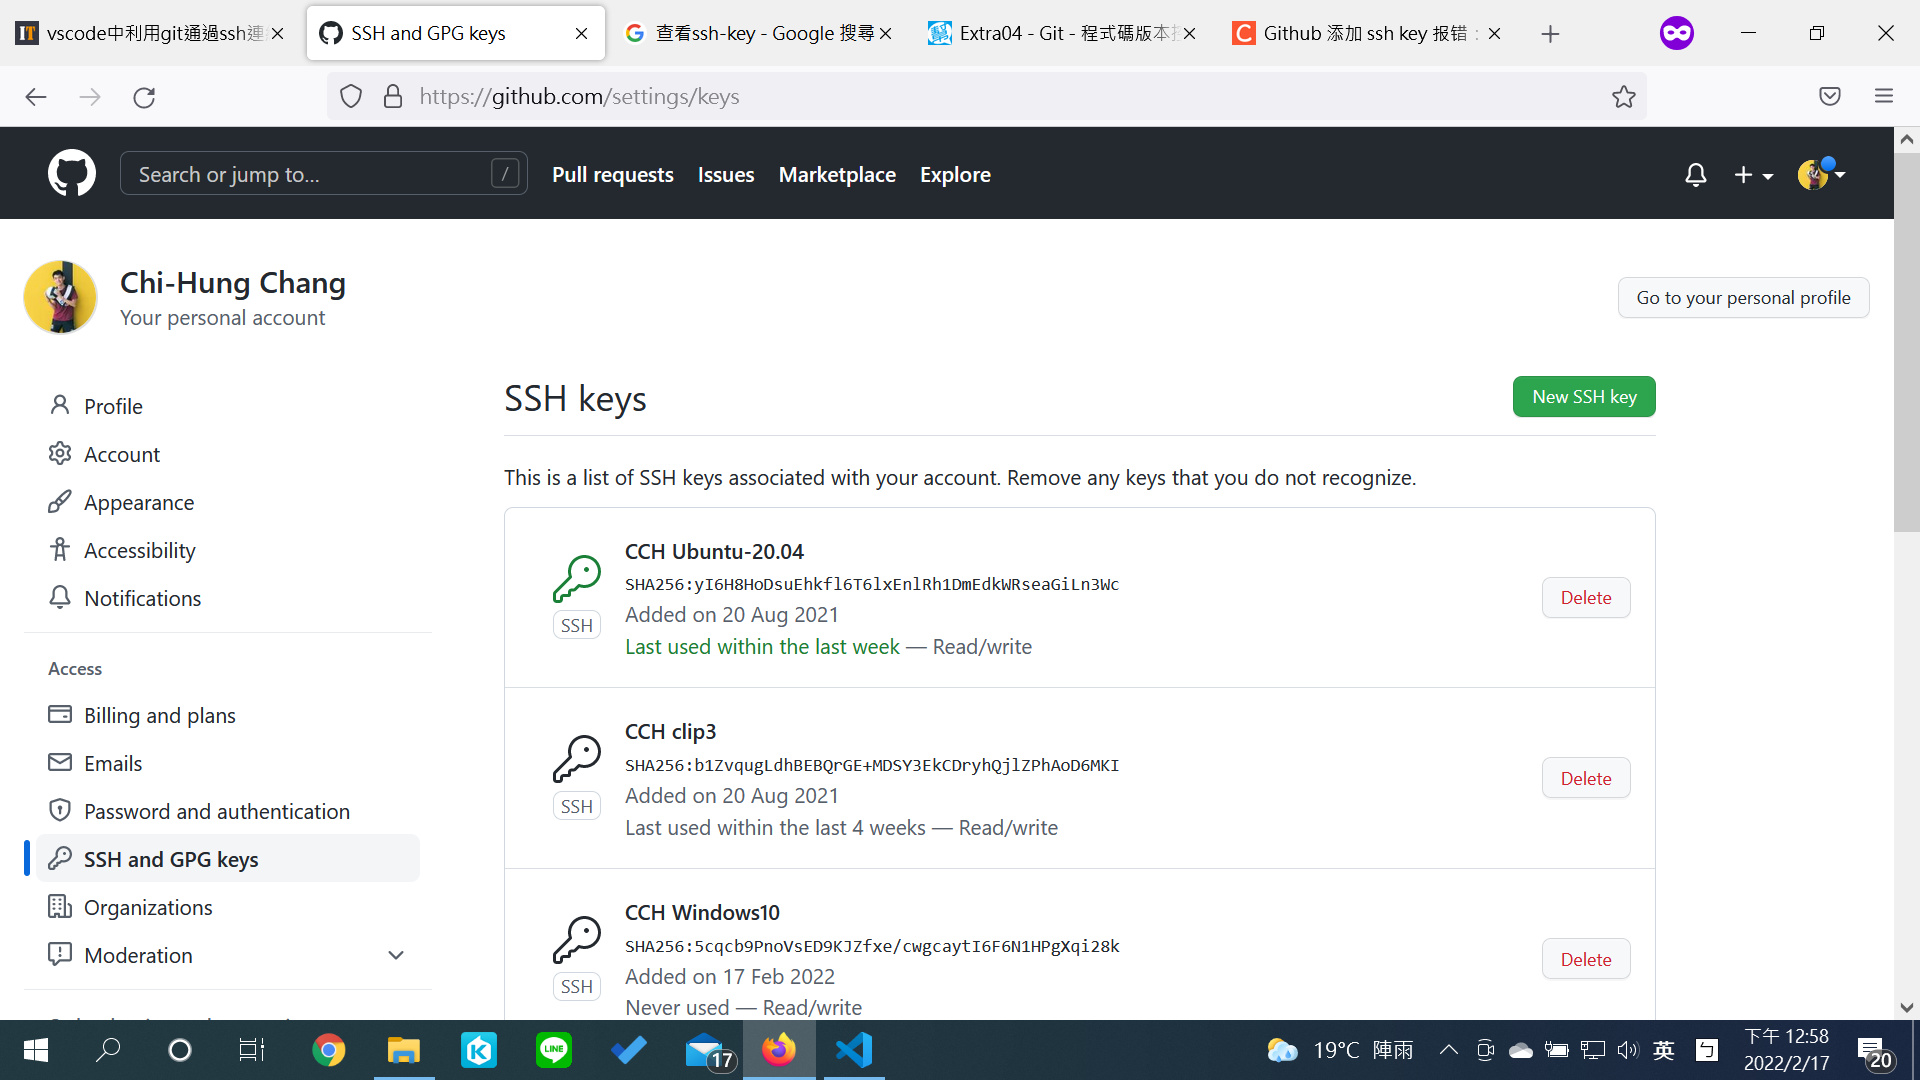 vscode中利用git通過ssh連
SSH and GPG keys
查看ssh-key - Google 搜尋
Extra04 - Git - 程式碼版本控
Github 添加 ssh key 报错：
https://github.com/settings/keys
Search or jump to...
/
Pull requests
Issues
Marketplace
Explore
Chi-Hung Chang
Your personal account
Go to your personal profile
Profile
Account
Appearance
Accessibility
Notifications
Access
Billing and plans
Emails
Password and authentication
SSH and GPG keys
Organizations
Moderation
SSH keys
New SSH key
This is a list of SSH keys associated with your account. Remove any keys that you do not recognize.
CCH Ubuntu-20.04
SHA256:yI6H8HoDsuEhkfl6T6lxEnlRh1DmEdkWRseaGiLn3Wc
Added on 20 Aug 2021
Last used within the last week — Read/write
SSH
Delete
CCH clip3
SHA256:b1ZvqugLdhBEBQrGE+MDSY3EkCDryhQjlZPhAoD6MKI
Added on 20 Aug 2021
Last used within the last 4 weeks — Read/write
SSH
Delete
CCH Windows10
SHA256:5cqcb9PnoVsED9KJZfxe/cwgcaytI6F6N1HPgXqi28k
Added on 17 Feb 2022
Never used — Read/write
SSH
Delete
LINE
17
19°C 陣雨
英
ㄅ
下午 12:58
2022/2/17
20